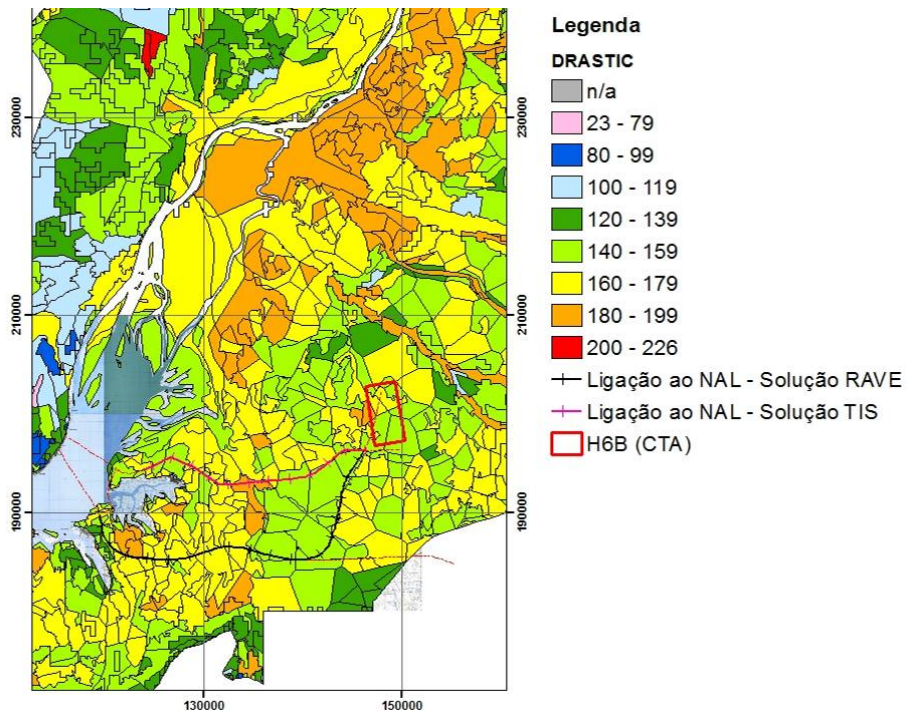 Legenda
DRASTIC
n/a
23 - 79
80 - 99
100 - 119
120 - 139
140 - 159
160 - 179
180 - 199
200 - 226
Ligação ao NAL - Solução RAVE
Ligação ao NAL - Solução TIS
H6B (CTA)
230000
230000
210000
210000
190000
190000
130000
150000